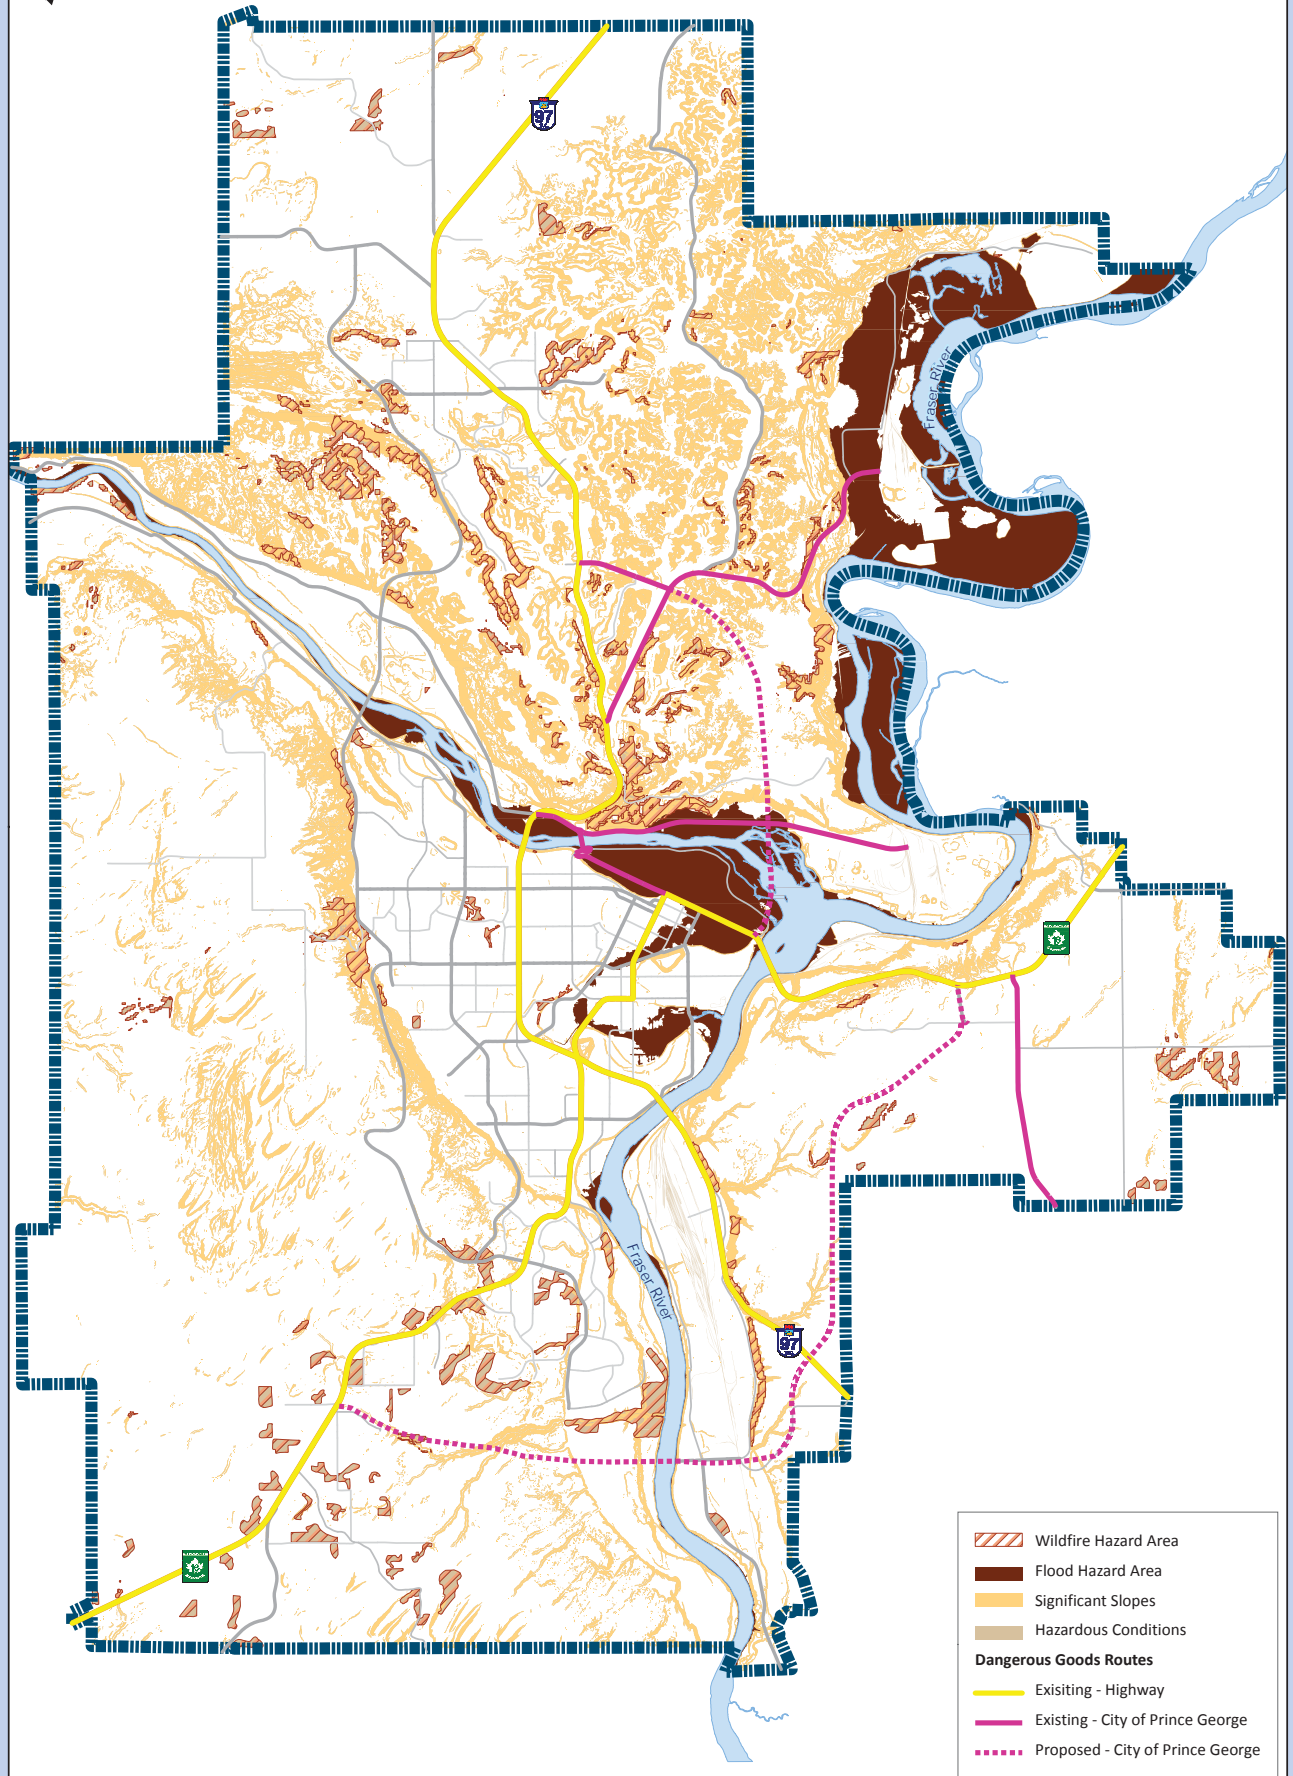 97
Fraser River
Fraser River
97
Wildfire Hazard Area
Flood Hazard Area
Significant Slopes
Hazardous Conditions
Dangerous Goods Routes
Exisiting - Highway
Existing - City of Prince George
Proposed - City of Prince George